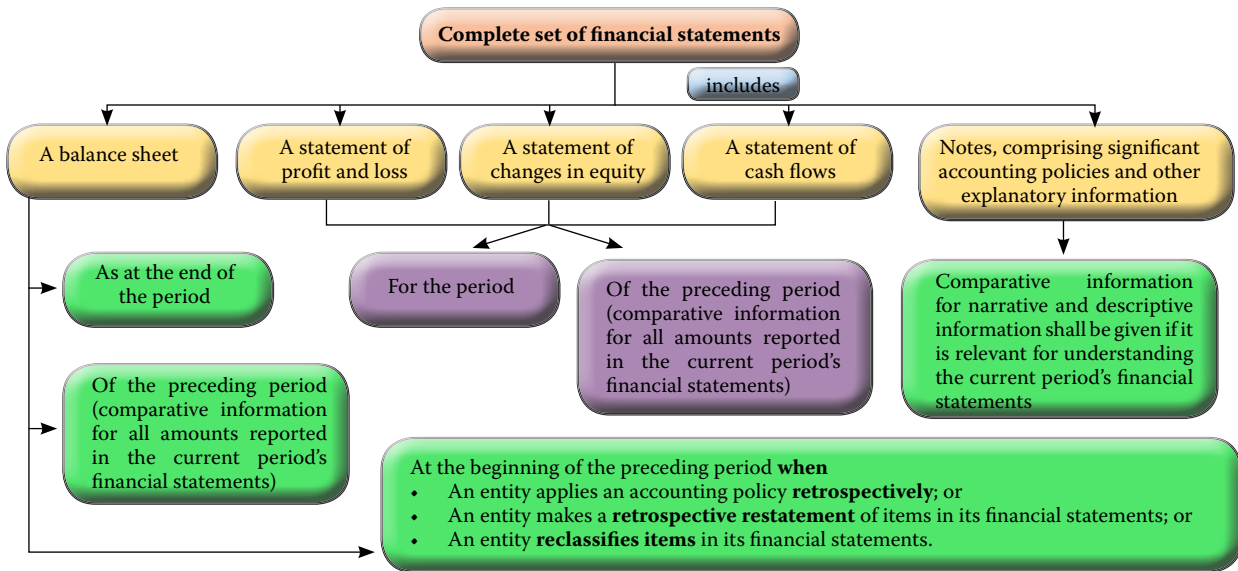 Complete set of financial statements
includes
A balance sheet
A statement of
profit and loss
A statement of
changes in equity
A statement of
cash flows
Notes, comprising significant
accounting policies and other
explanatory information
As at the end of
the period
For the period
Of the preceding period
(comparative information
for all amounts reported
in the current period's
financial statements)
Comparative information
for narrative and descriptive
information shall be given if it
is relevant for understanding
the current period's financial
statements
Of the preceding period
(comparative information
for all amounts reported
in the current period's
financial statements)
At the beginning of the preceding period when
• An entity applies an accounting policy retrospectively; or
• An entity makes a retrospective restatement of items in its financial statements; or
• An entity reclassifies items in its financial statements.